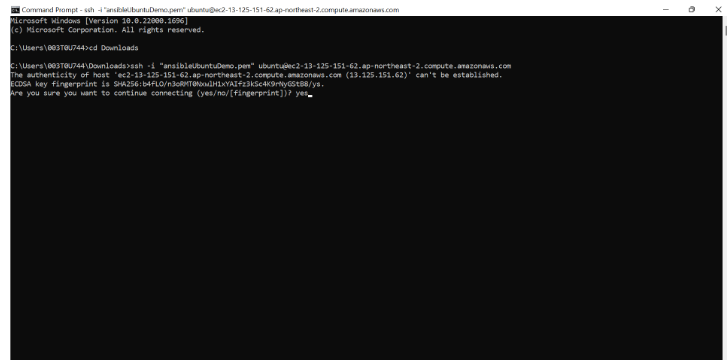 Command Prompt - ssh -i "ansibleUbuntuDemo.pem" ubuntu@ec2-13-125-151-62.ap-northeast-2.compute.amazonaws.com
Microsoft Windows [Version 10.0.22000.1696]
(c) Microsoft Corporation. All rights reserved.
C:\Users\003T0U744>cd Downloads
C:\Users\003T0U744\Downloads>ssh -i "ansibleUbuntuDemo.pem" ubuntu@ec2-13-125-151-62.ap-northeast-2.compute.amazonaws.com
The authenticity of host 'ec2-13-125-151-62.ap-northeast-2.compute.amazonaws.com (13.125.151.62)' can't be established.
ECDSA key fingerprint is SHA256:b4fLO/n3oRMT0NxwlH1xYAIfz3kSc4K9rNyGStB8/ys.
Are you sure you want to continue connecting (yes/no/[fingerprint])? yes